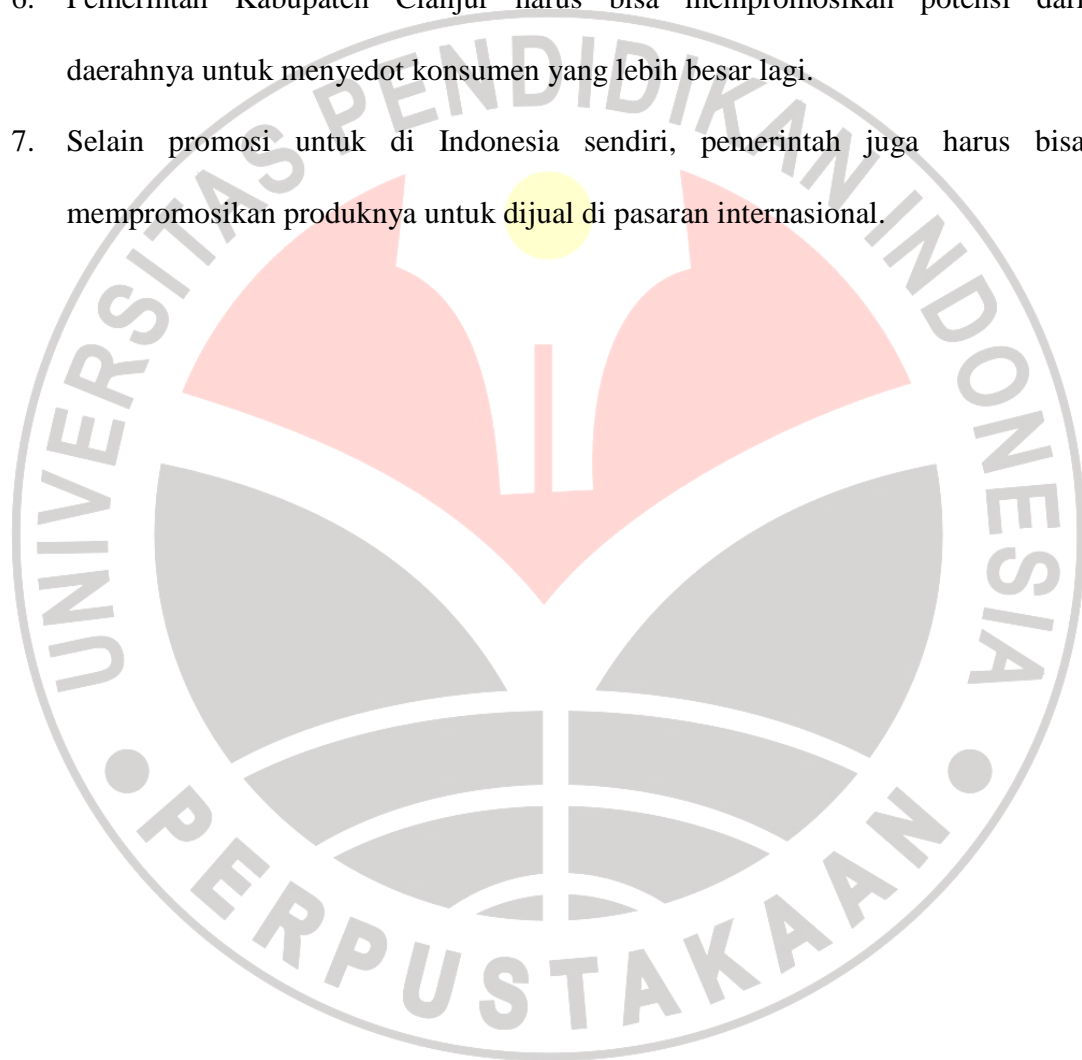 6. Pemerintah Kabupaten Cianjur harus bisa mempromosikan potensi dari
daerahnya untuk menyedot konsumen yang lebih besar lagi.
7. Selain promosi untuk di Indonesia sendiri, pemerintah juga harus bisa
mempromosikan produknya untuk dijual di pasaran internasional.
UNIVERSITAS PENDIDIKAN INDONESIA
PERPUSTAKAAN